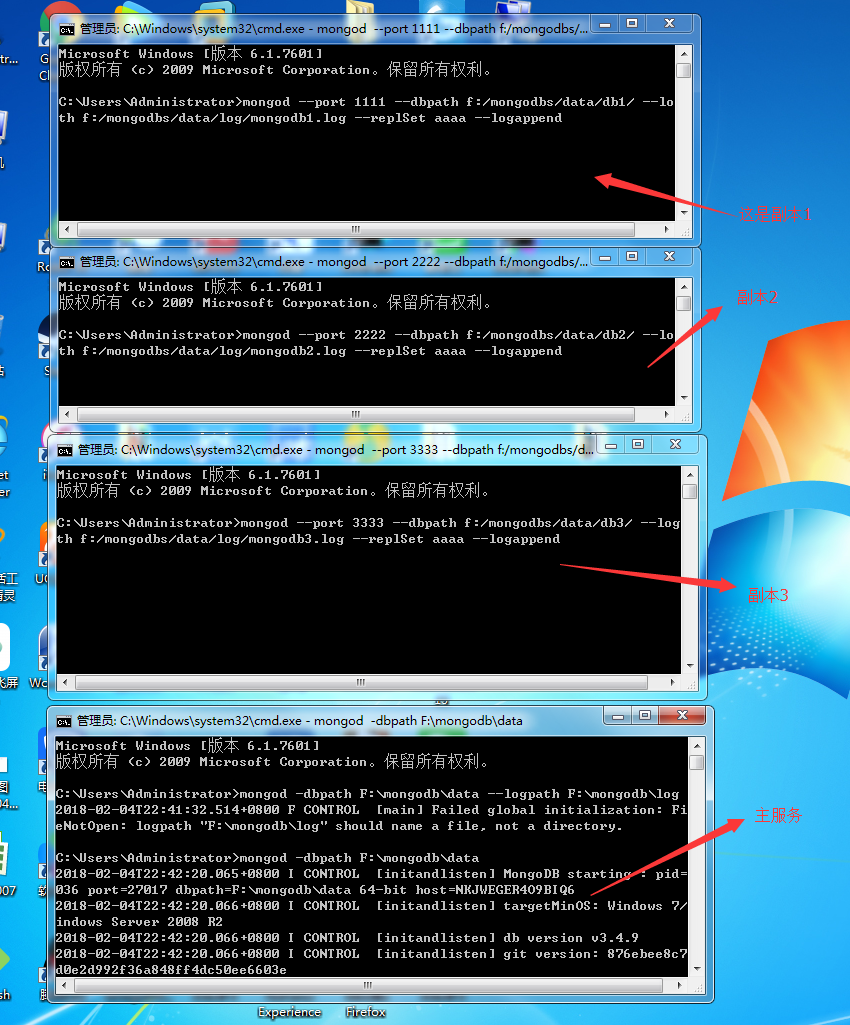 管理员: C:\Windows\system32\cmd.exe - mongod --port 1111 --dbpath f:/mongodbs/...
Microsoft Windows [版本 6.1.7601]
版权所有 (c) 2009 Microsoft Corporation。保留所有权利。
C:\Users\Administrator>mongod --port 1111 --dbpath f:/mongodbs/data/db1/ --lo
th f:/mongodbs/data/log/mongodb1.log --replSet aaaa --logappend
这是副本1
管理员: C:\Windows\system32\cmd.exe - mongod --port 2222 --dbpath f:/mongodbs/...
Microsoft Windows [版本 6.1.7601]
版权所有 (c) 2009 Microsoft Corporation。保留所有权利。
副本2
C:\Users\Administrator>mongod --port 2222 --dbpath f:/mongodbs/data/db2/ --lo
th f:/mongodbs/data/log/mongodb2.log --replSet aaaa --logappend
管理员: C:\Windows\system32\cmd.exe - mongod --port 3333 --dbpath f:/mongodbs/d...
Microsoft Windows [版本 6.1.7601]
版权所有 (c) 2009 Microsoft Corporation。保留所有权利。
C:\Users\Administrator>mongod --port 3333 --dbpath f:/mongodbs/data/db3/ --log
th f:/mongodbs/data/log/mongodb3.log --replSet aaaa --logappend
副本3
管理员: C:\Windows\system32\cmd.exe - mongod -dbpath F:\mongodb\data
Microsoft Windows [版本 6.1.7601]
版权所有 (c) 2009 Microsoft Corporation。保留所有权利。
C:\Users\Administrator>mongod -dbpath F:\mongodb\data --logpath F:\mongodb\log
2018-02-04T22:41:32.514+0800 F CONTROL  [main] Failed global initialization: Fi
eNotOpen: logpath "F:\mongodb\log" should name a file, not a directory.
主服务
C:\Users\Administrator>mongod -dbpath F:\mongodb\data
2018-02-04T22:42:20.065+0800 I CONTROL  [initandlisten] MongoDB starting : pid=
036 port=27017 dbpath=F:\mongodb\data 64-bit host=NKJWEGER4O9BIQ6
2018-02-04T22:42:20.066+0800 I CONTROL  [initandlisten] targetMinOS: Windows 7/
indows Server 2008 R2
2018-02-04T22:42:20.066+0800 I CONTROL  [initandlisten] db version v3.4.9
2018-02-04T22:42:20.066+0800 I CONTROL  [initandlisten] git version: 876ebee8c7
d0e2d992f36a848ff4dc50ee6603e
Experience
Firefox